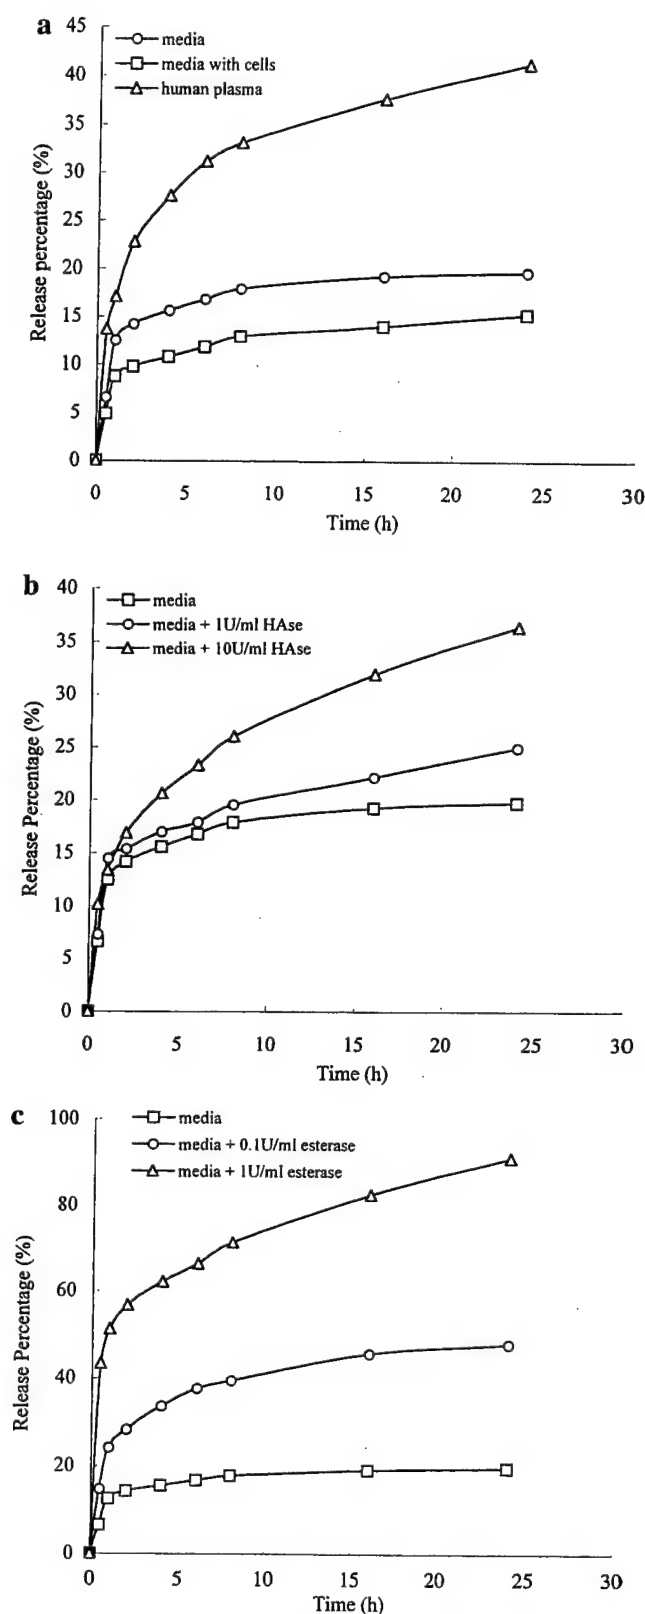 a
media
media with cells
human plasma
45
40
35
30
25
20
15
10
5
0
Release percentage (%)
0 5 10 15 20 25 30
Time (h)
b
media
media + 1U/ml HAse
media + 10U/ml HAse
40
35
30
25
20
15
10
5
0
Release Percentage (%)
0 5 10 15 20 25 30
Time (h)
c
media
media + 0.1U/ml esterase
media + 1U/ml esterase
100
80
60
40
20
0
Release Percentage (%)
0 5 10 15 20 25 30
Time (h)